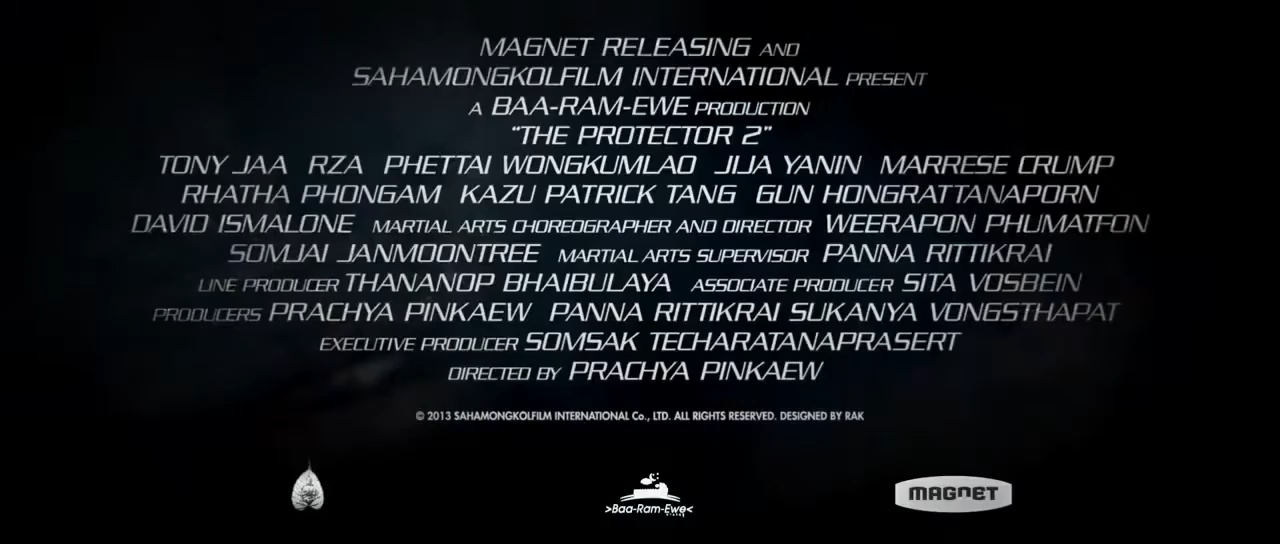 MAGNET RELEASING AND
SAHAMONGKOLFILM INTERNATIONAL PRESENT
A BAA-RAM-EWE PRODUCTION
"THE PROTECTOR 2"
TONY JAA RZA PHETTAI WONGKUMLAO JIJA YANIN MARRESE CRUMP
RHATHA PHONGAM KAZU PATRICK TANG GUN HONGRATTANAPORN
DAVID ISMALONE MARTIAL ARTS CHOREOGRAPHER AND DIRECTOR WEERAPON PHUMATFON
SOMJAI JANMOONTREE MARTIAL ARTS SUPERVISOR PANNA RITTIKRAI
LINE PRODUCER THANANOP BHAIBULAYA ASSOCIATE PRODUCER SITA VOSBEIN
PRODUCERS PRACHYA PINKAEW PANNA RITTIKRAI SUKANYA VONGSTHAPAT
EXECUTIVE PRODUCER SOMSAK TECHARATANAPRASERT
DIRECTED BY PRACHYA PINKAEW
© 2013 SAHAMONGKOLFILM INTERNATIONAL Co., LTD. ALL RIGHTS RESERVED. DESIGNED BY RAK
>Baa-Ram-Ewe<
MAGNET